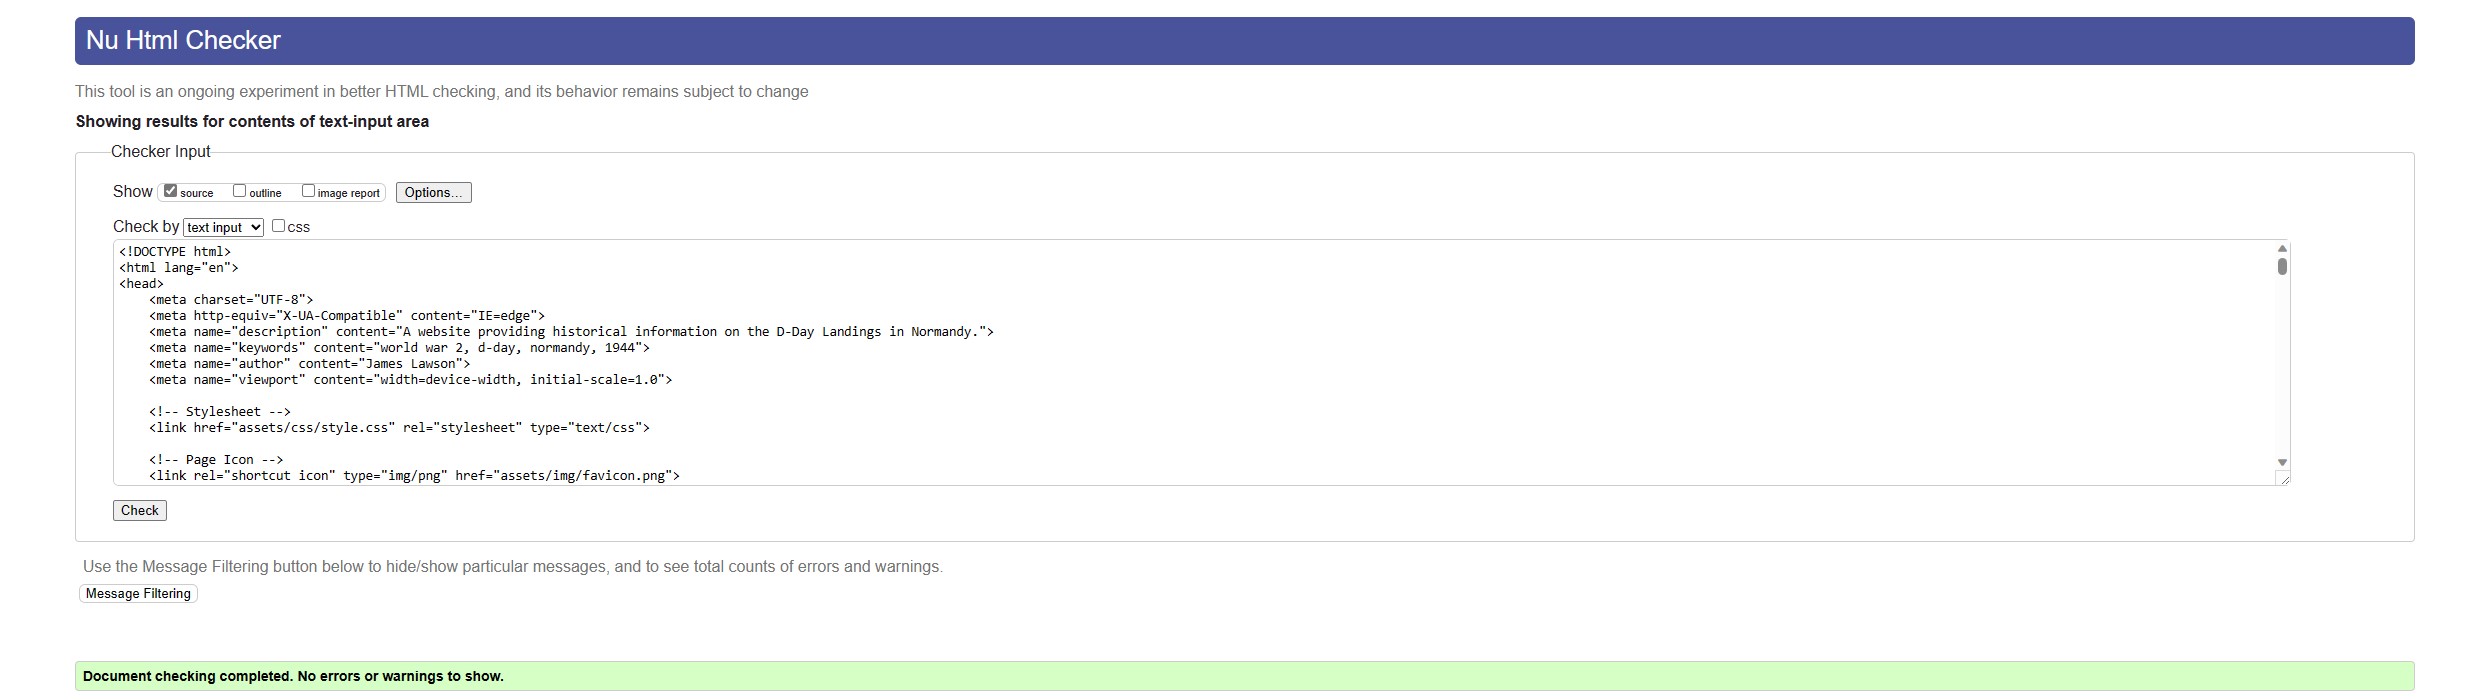 Nu Html Checker
This tool is an ongoing experiment in better HTML checking, and its behavior remains subject to change
Showing results for contents of text-input area
Checker Input
Show source outline image report Options...
Check by text input css
<!DOCTYPE html>
<html lang="en">
<head>
    <meta charset="UTF-8">
    <meta http-equiv="X-UA-Compatible" content="IE=edge">
    <meta name="description" content="A website providing historical information on the D-Day Landings in Normandy.">
    <meta name="keywords" content="world war 2, d-day, normandy, 1944">
    <meta name="author" content="James Lawson">
    <meta name="viewport" content="width=device-width, initial-scale=1.0">
    <!-- Stylesheet -->
    <link href="assets/css/style.css" rel="stylesheet" type="text/css">
    <!-- Page Icon -->
    <link rel="shortcut icon" type="img/png" href="assets/img/favicon.png">
Check
Use the Message Filtering button below to hide/show particular messages, and to see total counts of errors and warnings.
Message Filtering
Document checking completed. No errors or warnings to show.